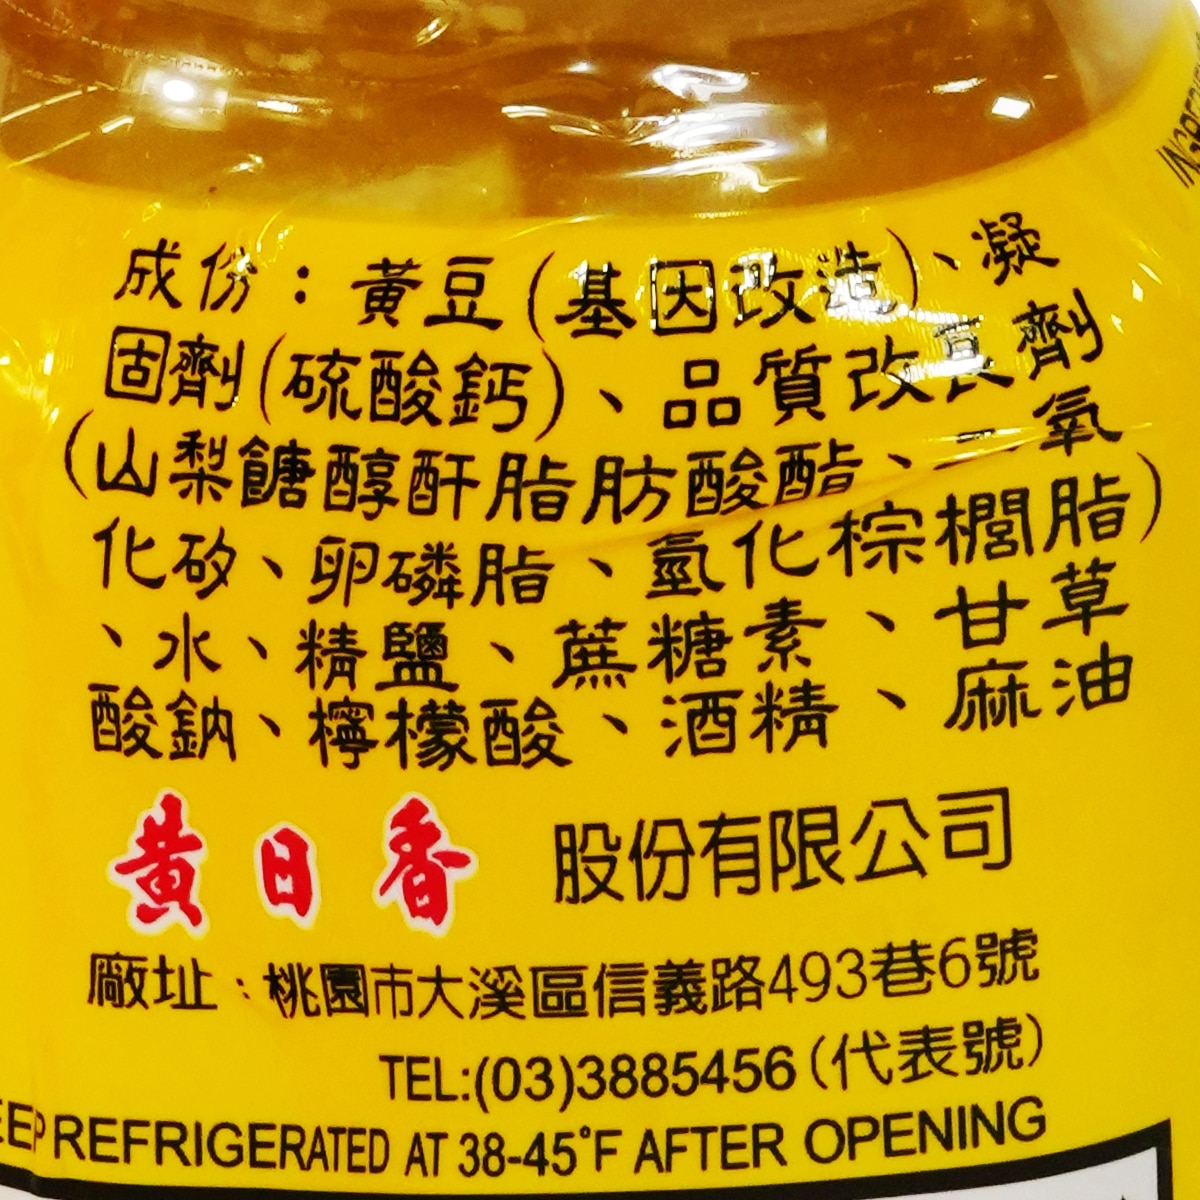 成份：黃豆(基因改造)、凝
固劑(硫酸鈣)、品質改良劑
(山梨餹醇酐脂肪酸酯、二氧
化矽、卵磷脂、氫化棕櫚脂)
、水、精鹽、蔗糖素、甘草
酸鈉、檸檬酸、酒精、麻油
黃日香 股份有限公司
廠址：桃園市大溪區信義路493巷6號
TEL:(03)3885456(代表號)
REFRIGERATED AT 38-45°F AFTER OPENING